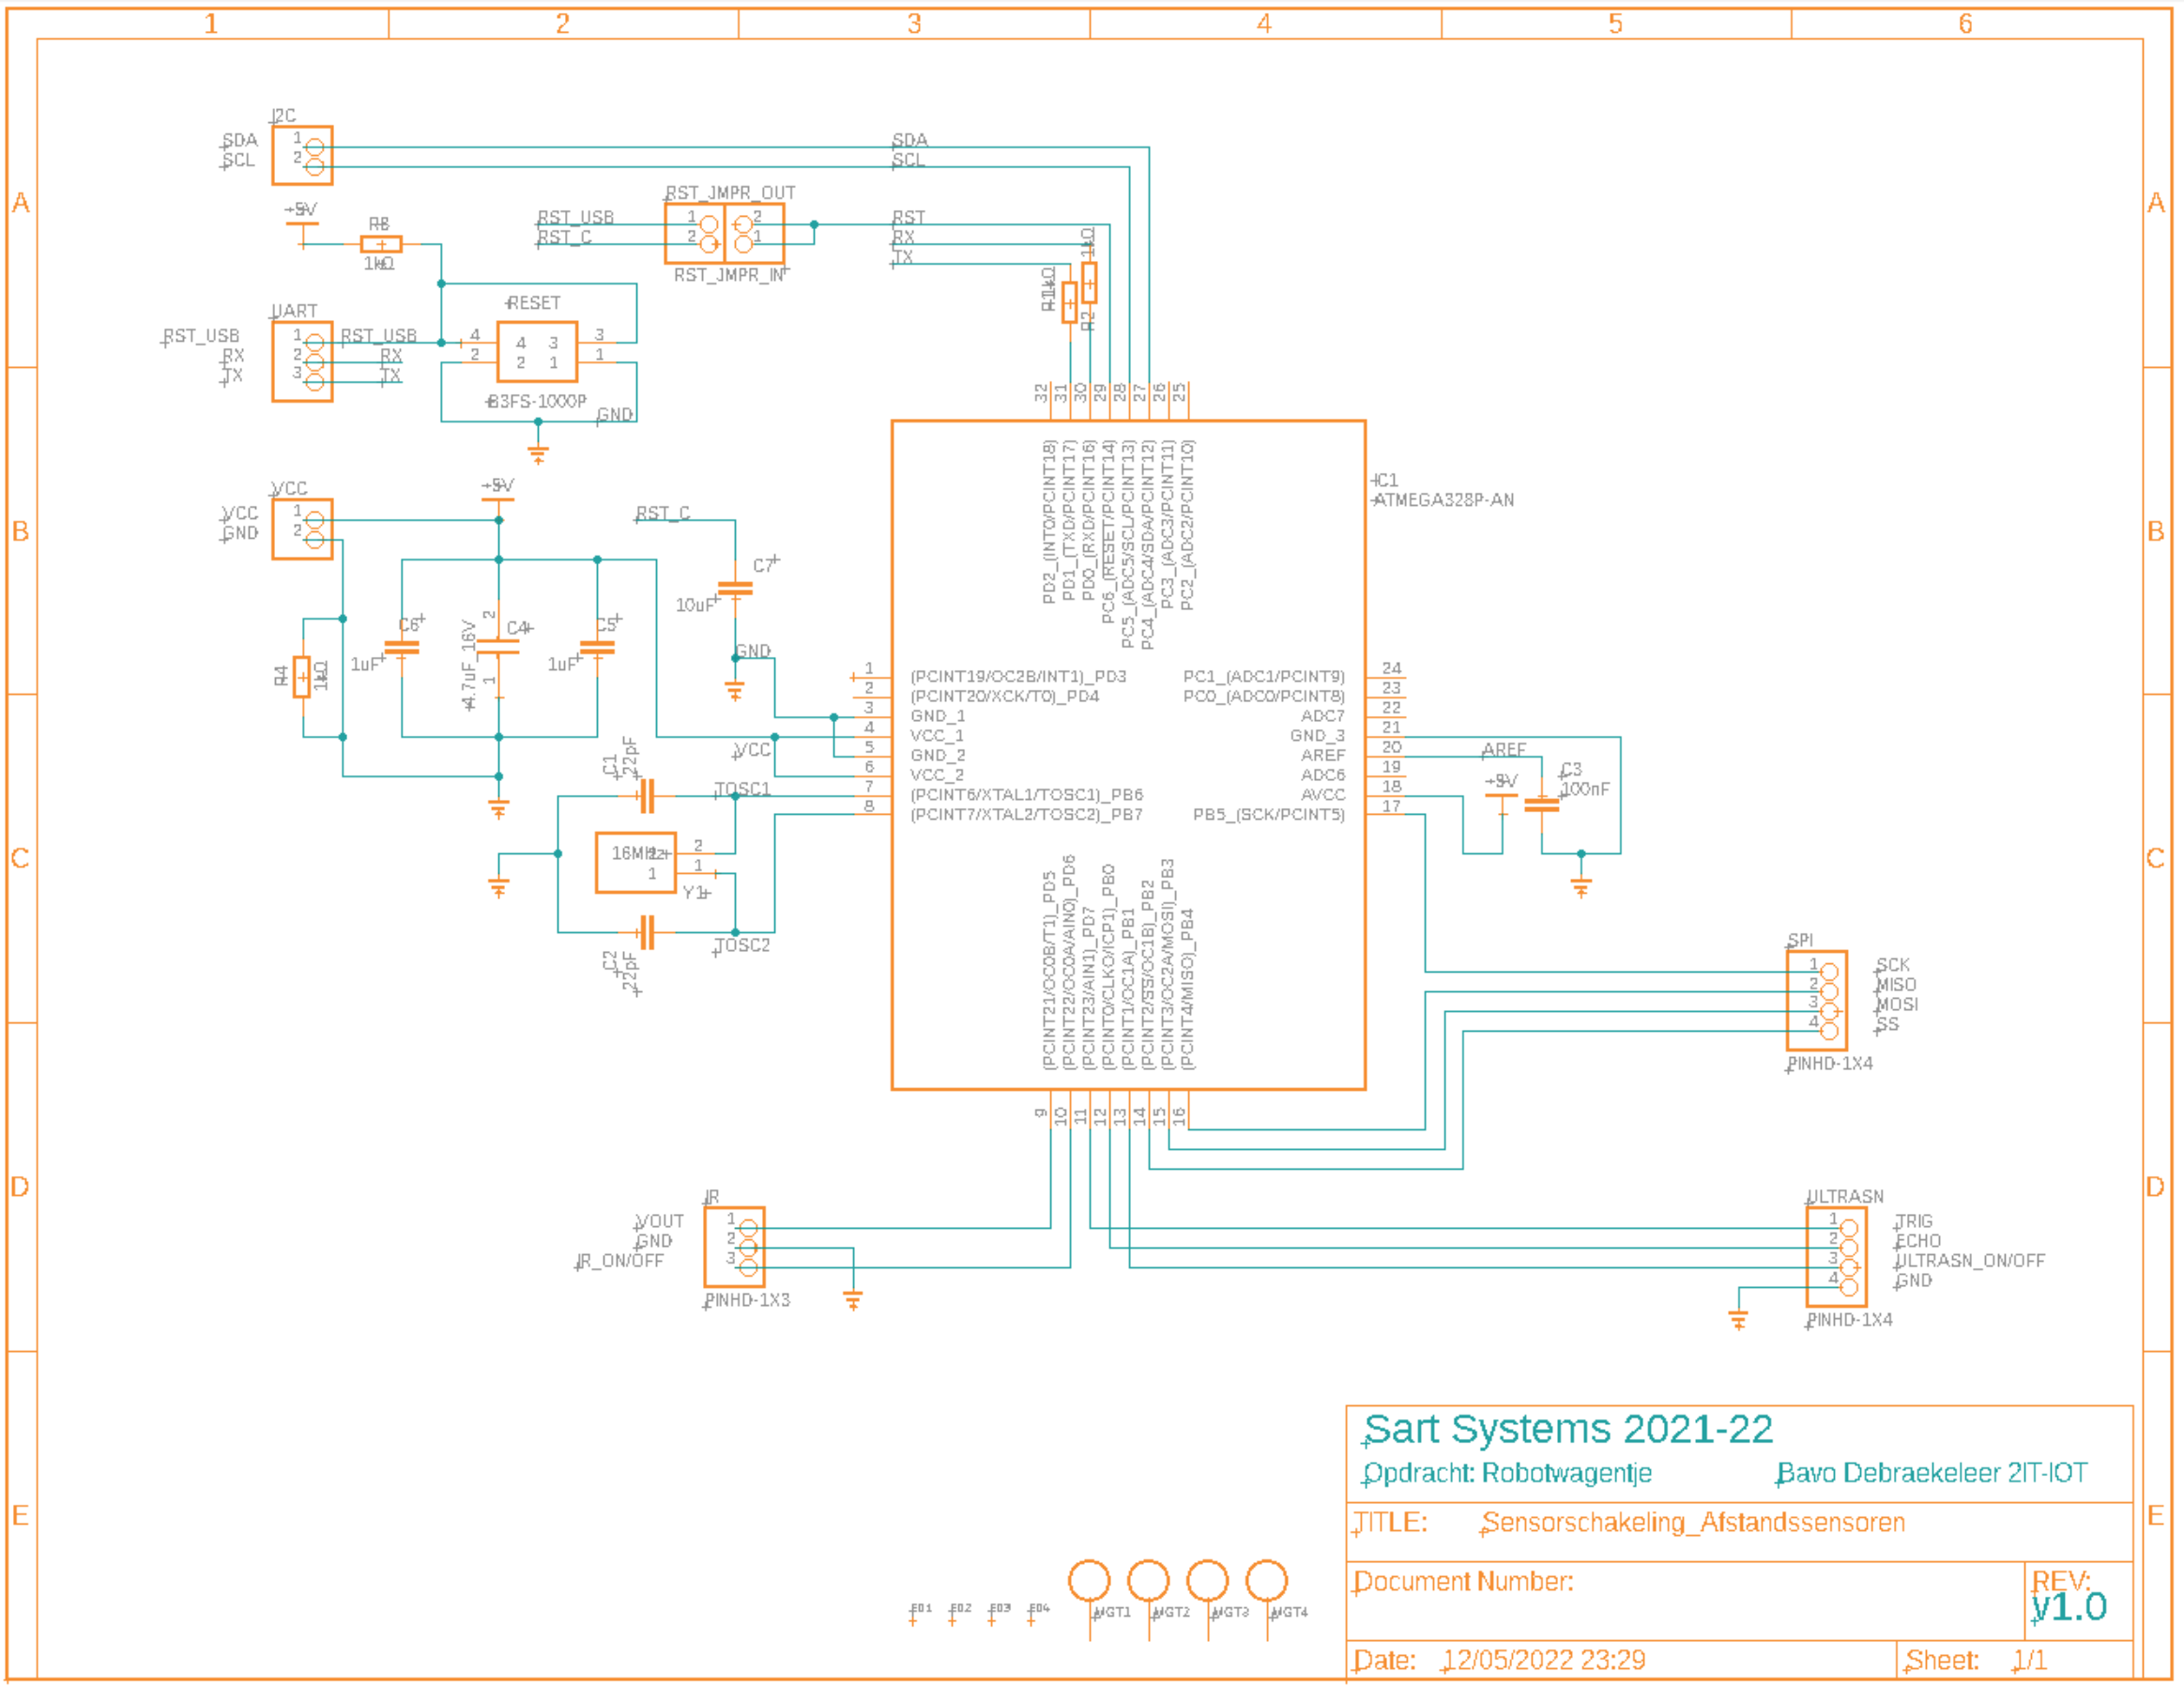 1 2 3 4 5 6
A A
B B
C C
D D
E E
I2C
SDA 1
SCL 2
SDA
SCL
+5V
1kΩ
RST_JMPR_OUT
RST_USB 1 2
RST_C 2 1
RST_JMPR_IN
RST
RX
TX
1kΩ
R1
R2
UART
RST_USB 1 RST_USB
RX 2 RX
TX 3 TX
RESET
4 4 3 3
2 2 1 1
B3FS-1000P
GND
VCC
VCC 1
GND 2
+5V
R4
1kΩ
C6
1uF
C4
4.7uF_16V
2
1
C5
1uF
RST_C
C7
10uF
GND
VCC
C1
22pF
TOSC1
16MHz
2
1 1
Y1
C2
22pF
TOSC2
IC1
ATMEGA328P-AN
32 31 30 29 28 27 26 25
PD2_(INT0/PCINT18)
PD1_(TXD/PCINT17)
PD0_(RXD/PCINT16)
PC6_(RESET/PCINT14)
PC5_(ADC5/SCL/PCINT13)
PC4_(ADC4/SDA/PCINT12)
PC3_(ADC3/PCINT11)
PC2_(ADC2/PCINT10)
1 (PCINT19/OC2B/INT1)_PD3 PC1_(ADC1/PCINT9) 24
2 (PCINT20/XCK/T0)_PD4 PC0_(ADC0/PCINT8) 23
3 GND_1 ADC7 22
4 VCC_1 GND_3 21
5 GND_2 AREF 20
6 VCC_2 ADC6 19
7 (PCINT6/XTAL1/TOSC1)_PB6 AVCC 18
8 (PCINT7/XTAL2/TOSC2)_PB7 PB5_(SCK/PCINT5) 17
(PCINT21/OC0B/T1)_PD5
(PCINT22/OC0A/AIN0)_PD6
(PCINT23/AIN1)_PD7
(PCINT0/CLKO/ICP1)_PB0
(PCINT1/OC1A)_PB1
(PCINT2/SS/OC1B)_PB2
(PCINT3/OC2A/MOSI)_PB3
(PCINT4/MISO)_PB4
9 10 11 12 13 14 15 16
AREF
+5V
C3
100nF
SPI
1 SCK
2 MISO
3 MOSI
4 SS
PINHD-1X4
IR
VOUT 1
GND 2
IR_ON/OFF 3
PINHD-1X3
ULTRASN
1 TRIG
2 ECHO
3 ULTRASN_ON/OFF
4 GND
PINHD-1X4
Sart Systems 2021-22
Opdracht: Robotwagentje Bavo Debraekeleer 2IT-IOT
TITLE: Sensorschakeling_Afstandssensoren
Document Number:
REV:
v1.0
Date: 12/05/2022 23:29 Sheet: 1/1
MGT1 MGT2 MGT3 MGT4